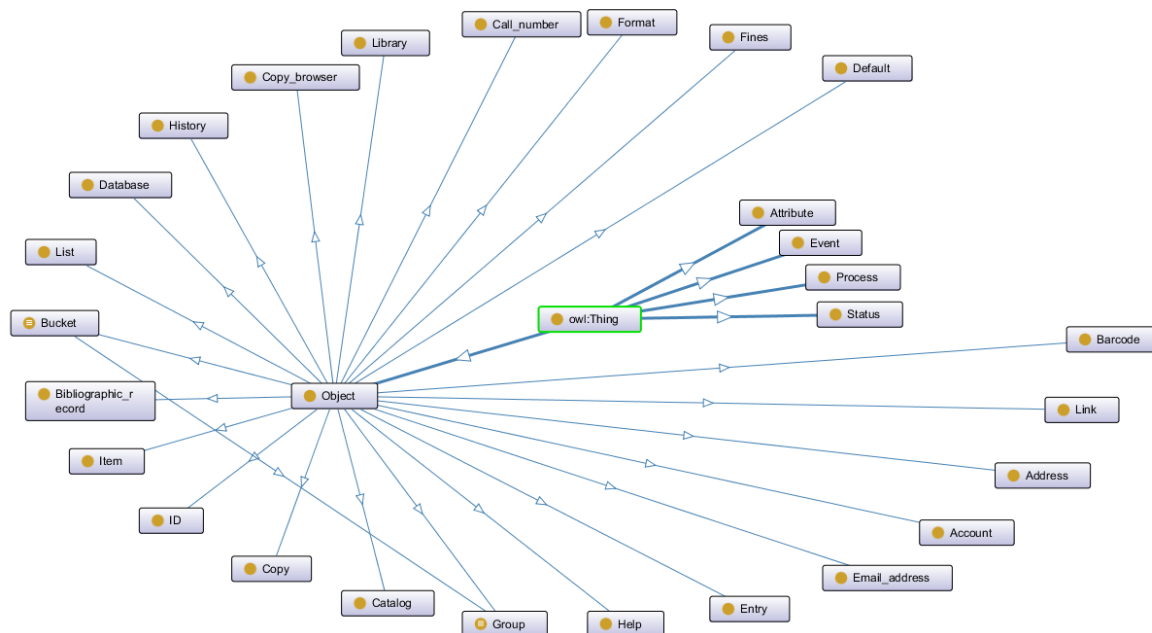 Call_number
Format
Fines
Library
Default
Copy_browser
History
Database
Attribute
Event
List
Process
Status
owl:Thing
Bucket
Barcode
Bibliographic_r
ecord
Object
Link
Item
Address
ID
Account
Copy
Email_address
Catalog
Entry
Group
Help